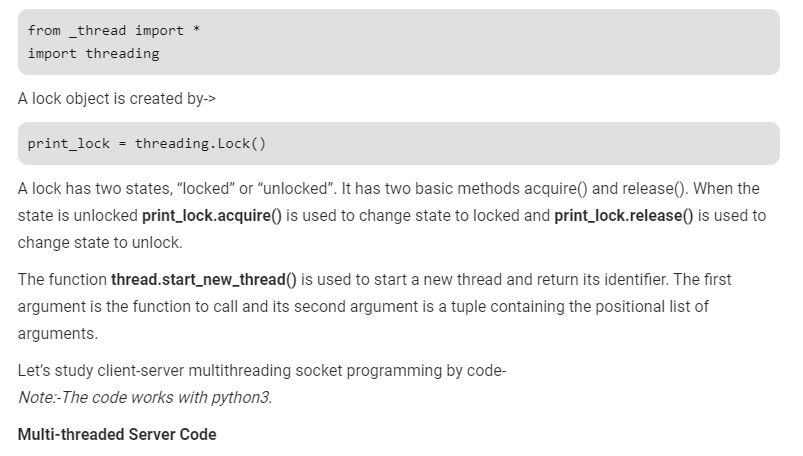 from _thread import *
import threading
A lock object is created by->
print_lock = threading.Lock()
A lock has two states, “locked” or “unlocked”. It has two basic methods acquire() and release(). When the
state is unlocked print_lock.acquire() is used to change state to locked and print_lock.release() is used to
change state to unlock.
The function thread.start_new_thread() is used to start a new thread and return its identifier. The first
argument is the function to call and its second argument is a tuple containing the positional list of
arguments.
Let’s study client-server multithreading socket programming by code-
Note:-The code works with python3.
Multi-threaded Server Code